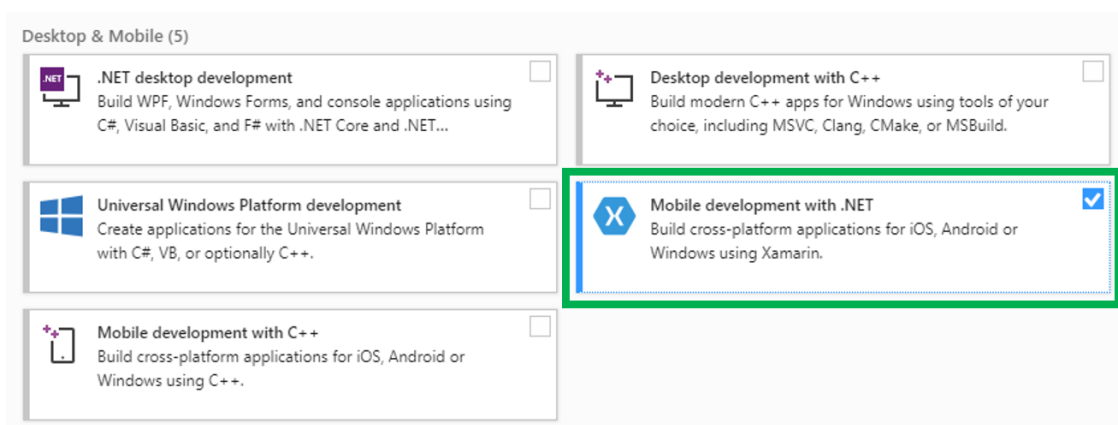 Desktop & Mobile (5)
.NET
.NET desktop development
Build WPF, Windows Forms, and console applications using
C#, Visual Basic, and F# with .NET Core and .NET...
Desktop development with C++
Build modern C++ apps for Windows using tools of your
choice, including MSVC, Clang, CMake, or MSBuild.
Universal Windows Platform development
Create applications for the Universal Windows Platform
with C#, VB, or optionally C++.
Mobile development with .NET
Build cross-platform applications for iOS, Android or
Windows using Xamarin.
Mobile development with C++
Build cross-platform applications for iOS, Android or
Windows using C++.